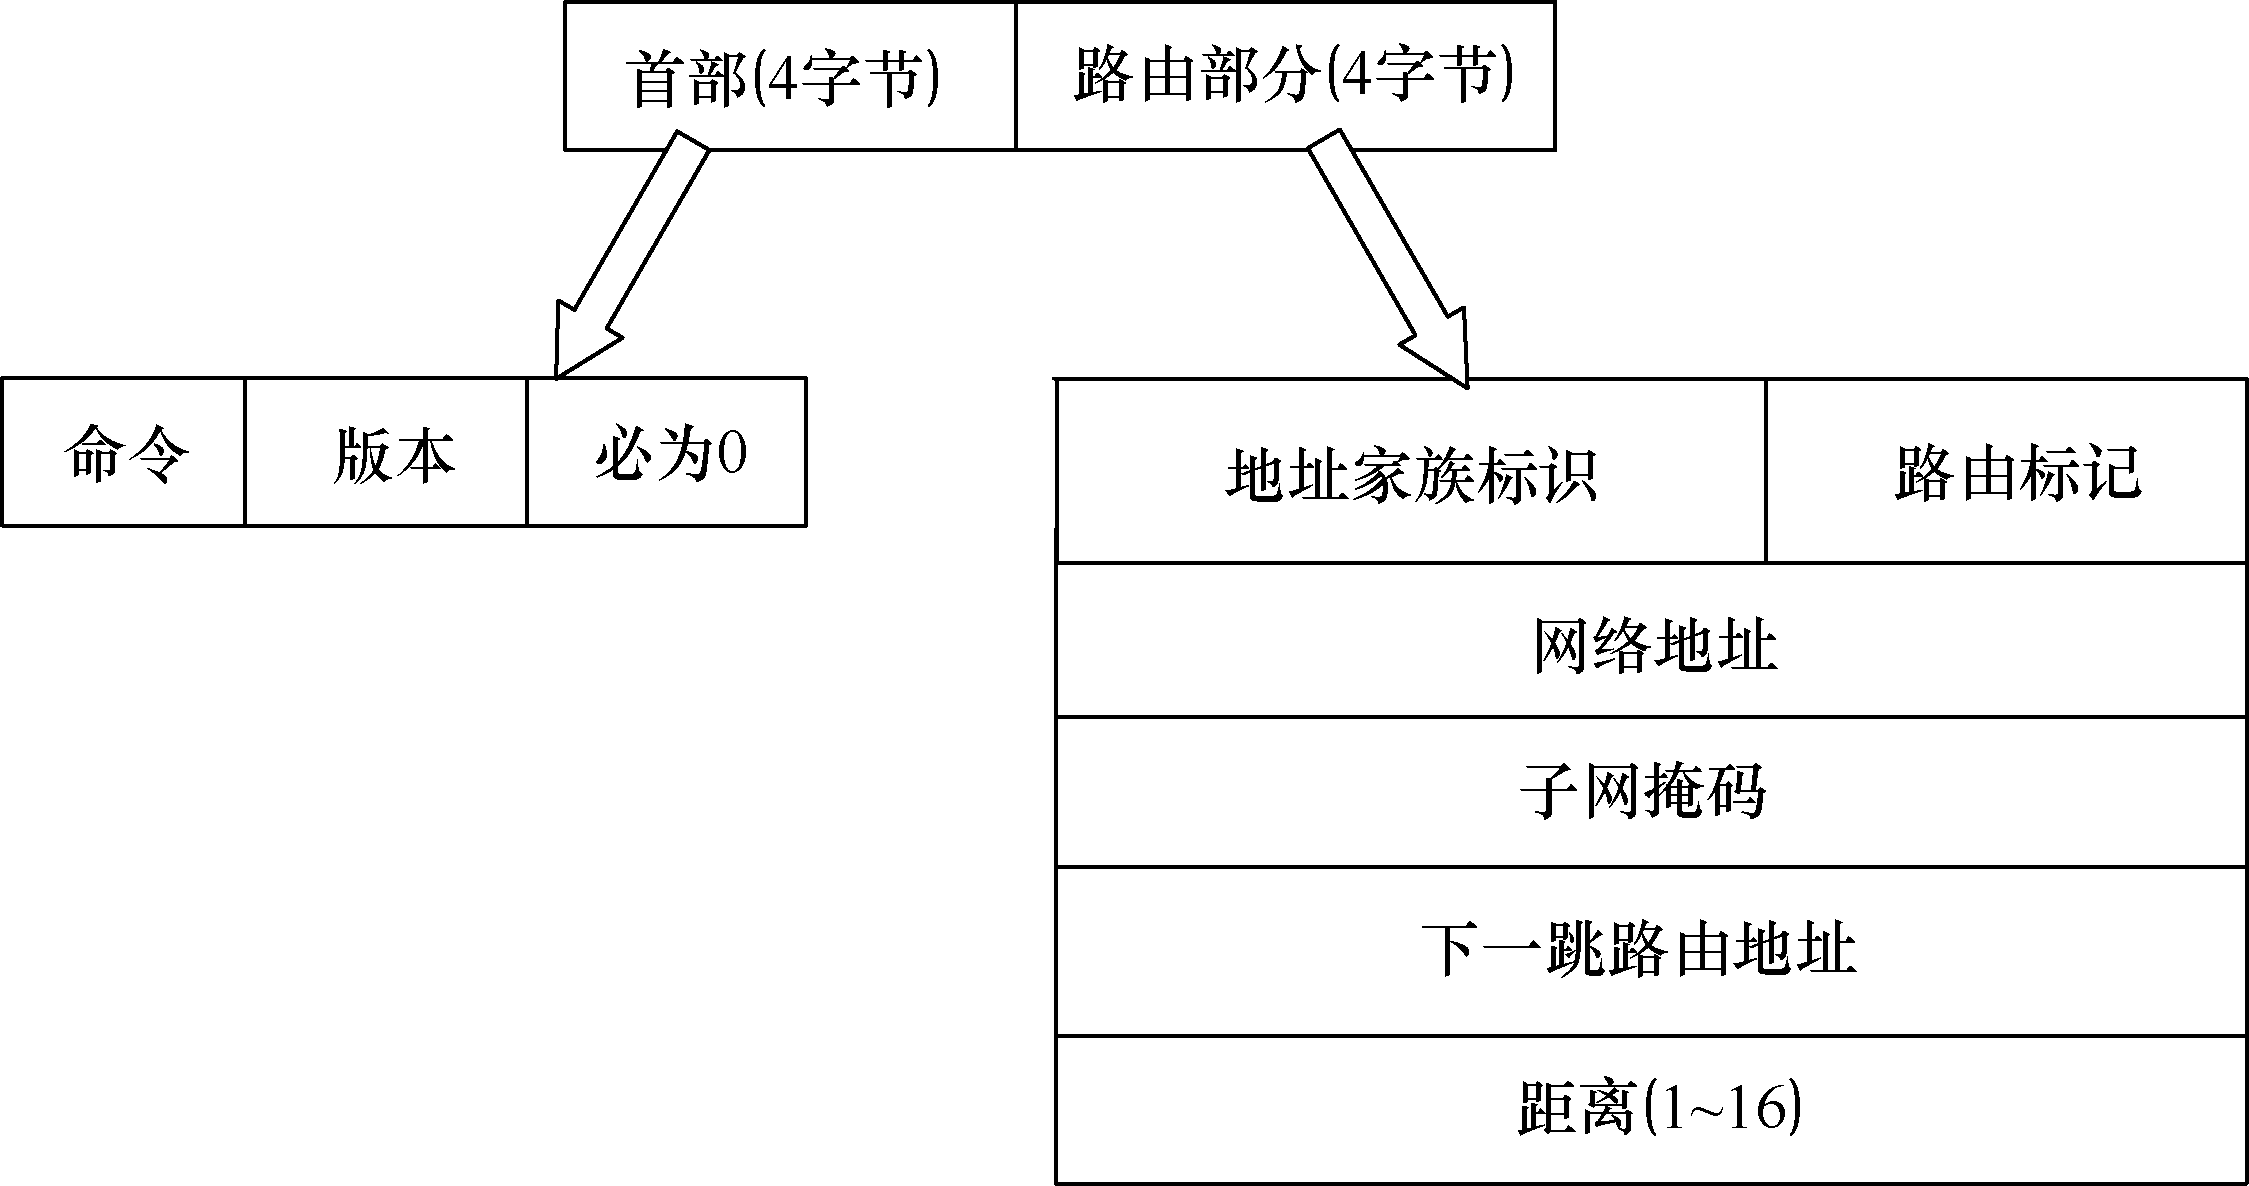 首部(4字节) 路由部分(4字节)
命令 版本 必为0
地址家族标识 路由标记
网络地址
子网掩码
下一跳路由地址
距离(1~16)